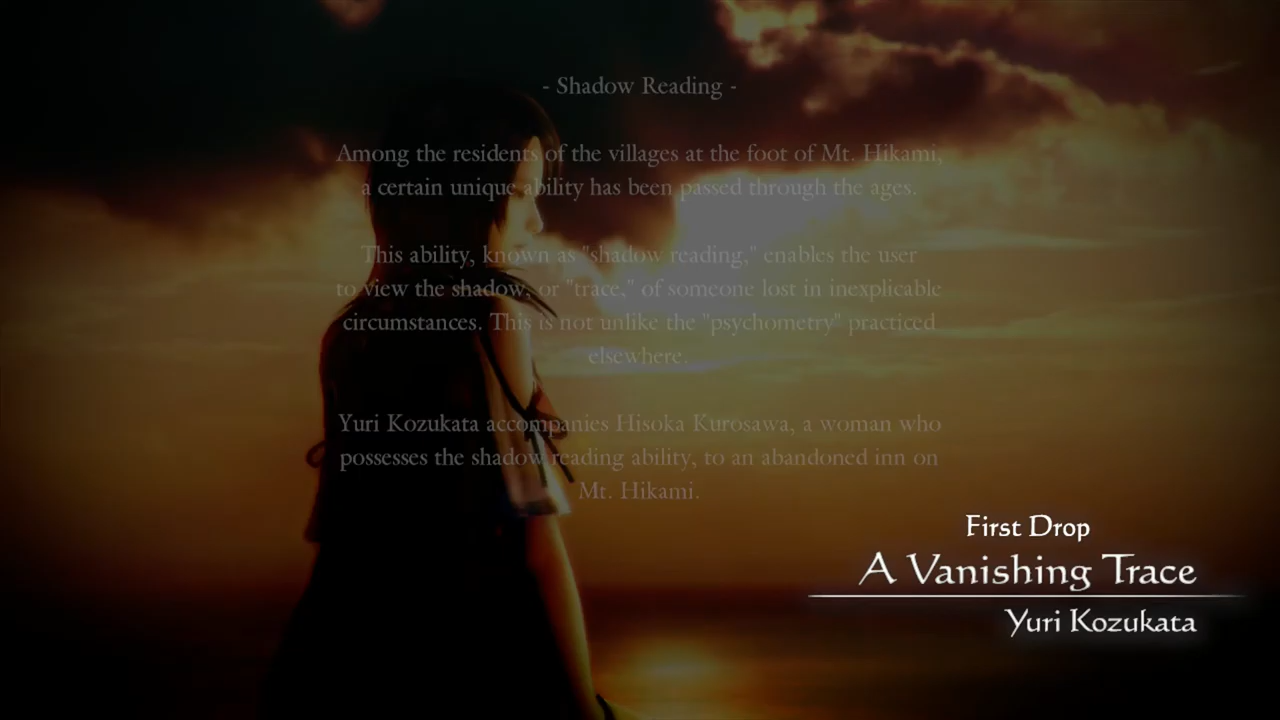 - Shadow Reading -
Among the residents of the villages at the foot of Mt. Hikami,
a certain unique ability has been passed through the ages.
This ability, known as "shadow reading," enables the user
to view the shadow, or "trace," of someone lost in inexplicable
circumstances. This is not unlike the "psychometry" practiced
elsewhere.
Yuri Kozukata accompanies Hisoka Kurosawa, a woman who
possesses the shadow reading ability, to an abandoned inn on
Mt. Hikami.
First Drop
A Vanishing Trace
Yuri Kozukata